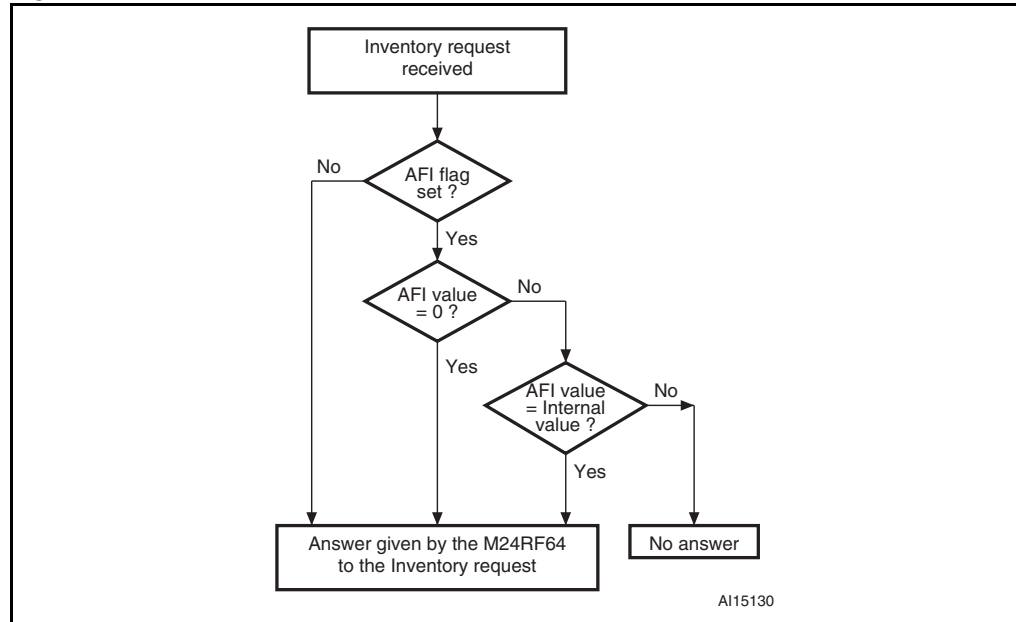 Inventory request
received
No
AFI flag
set ?
Yes
AFI value
= 0 ?
No
Yes
AFI value
= Internal
value ?
No
Yes
Answer given by the M24RF64
to the Inventory request
No answer
AI15130